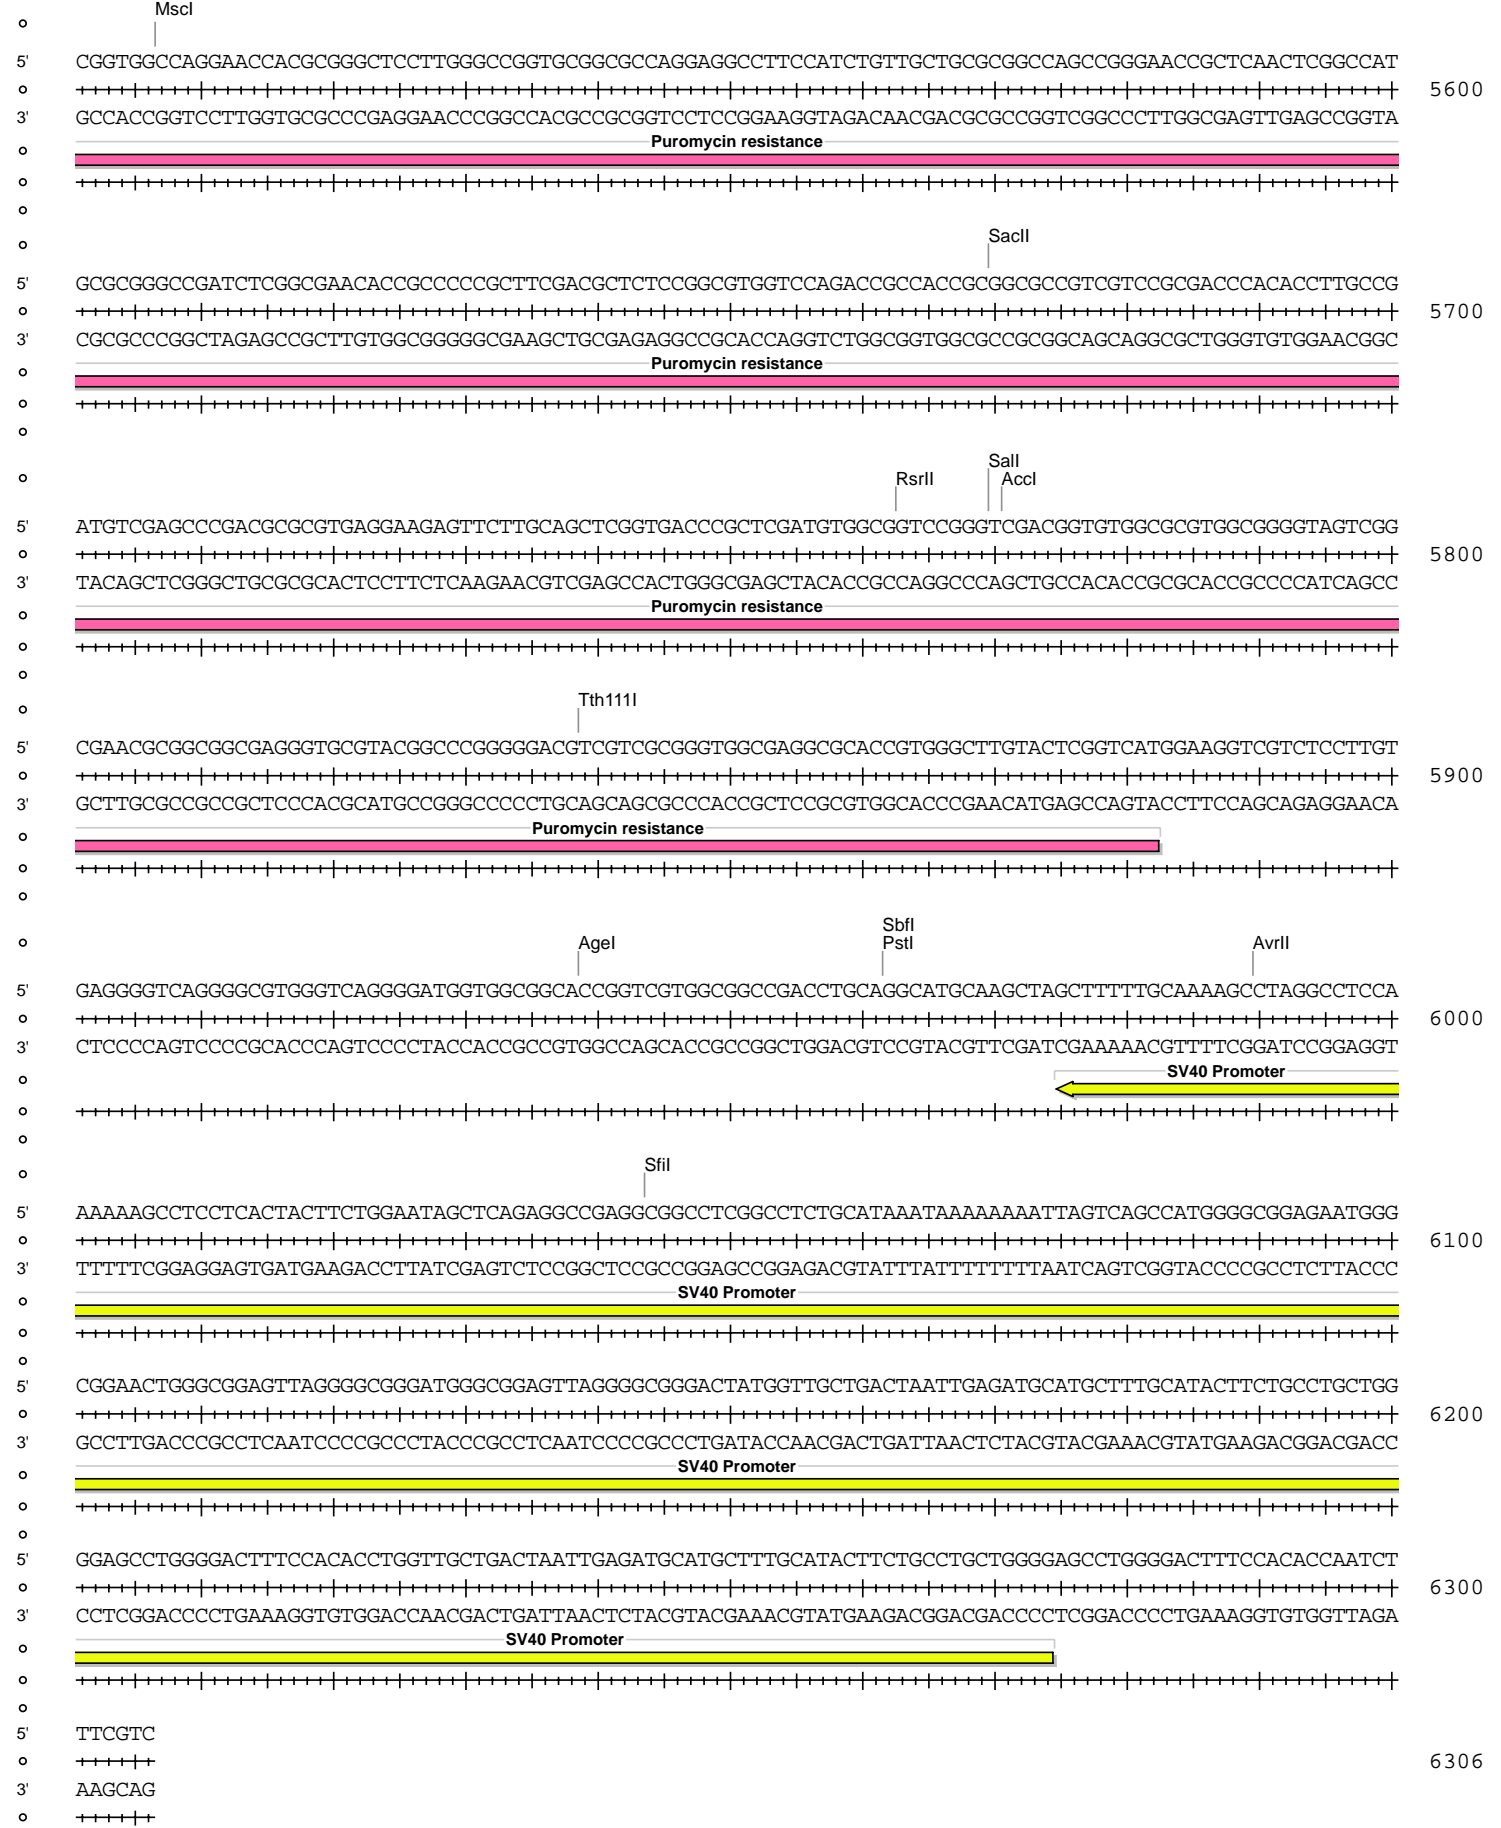 MscI
5' CGGTGGCCAGGAACCACGCGGGCTCCTTGGGCCGGTGCGGCGCCAGGAGGCCTTCCATCTGTTGCTGCGCGGCCAGCCGGGAACCGCTCAACTCGGCCAT
5600
3' GCCACCGGTCCTTGGTGCGCCCGAGGAACCCGGCCACGCCGCGGTCCTCCGGAAGGTAGACAACGACGCGCCGGTCGGCCCTTGGCGAGTTGAGCCGGTA
Puromycin resistance
SacII
5' GCGCGGGCCGATCTCGGCGAACACCGCCCCCGCTTCGACGCTCTCCGGCGTGGTCCAGACCGCCACCGCGGCGCCGTCGTCCGCGACCCACACCTTGCCG
5700
3' CGCGCCCGGCTAGAGCCGCTTGTGGCGGGGGCGAAGCTGCGAGAGGCCGCACCAGGTCTGGCGGTGGCGCCGCGGCAGCAGGCGCTGGGTGTGGAACGGC
Puromycin resistance
SalI
RsrII AccI
5' ATGTCGAGCCCGACGCGCGTGAGGAAGAGTTCTTGCAGCTCGGTGACCCGCTCGATGTGGCGGTCCGGGTCGACGGTGTGGCGCGTGGCGGGGTAGTCGG
5800
3' TACAGCTCGGGCTGCGCGCACTCCTTCTCAAGAACGTCGAGCCACTGGGCGAGCTACACCGCCAGGCCCAGCTGCCACACCGCGCACCGCCCCATCAGCC
Puromycin resistance
Tth111I
5' CGAACGCGGCGGCGAGGGTGCGTACGGCCCGGGGGACGTCGTCGCGGGTGGCGAGGCGCACCGTGGGCTTGTACTCGGTCATGGAAGGTCGTCTCCTTGT
5900
3' GCTTGCGCCGCCGCTCCCACGCATGCCGGGCCCCCTGCAGCAGCGCCCACCGCTCCGCGTGGCACCCGAACATGAGCCAGTACCTTCCAGCAGAGGAACA
Puromycin resistance
SbfI
AgeI PstI AvrII
5' GAGGGGTCAGGGGCGTGGGTCAGGGGATGGTGGCGGCACCGGTCGTGGCGGCCGACCTGCAGGCATGCAAGCTAGCTTTTTGCAAAAGCCTAGGCCTCCA
6000
3' CTCCCCAGTCCCCGCACCCAGTCCCCTACCACCGCCGTGGCCAGCACCGCCGGCTGGACGTCCGTACGTTCGATCGAAAAACGTTTTCGGATCCGGAGGT
SV40 Promoter
SfiI
5' AAAAAGCCTCCTCACTACTTCTGGAATAGCTCAGAGGCCGAGGCGGCCTCGGCCTCTGCATAAATAAAAAAAATTAGTCAGCCATGGGGCGGAGAATGGG
6100
3' TTTTTCGGAGGAGTGATGAAGACCTTATCGAGTCTCCGGCTCCGCCGGAGCCGGAGACGTATTTATTTTTTTTAATCAGTCGGTACCCCGCCTCTTACCC
SV40 Promoter
5' CGGAACTGGGCGGAGTTAGGGGCGGGATGGGCGGAGTTAGGGGCGGGACTATGGTTGCTGACTAATTGAGATGCATGCTTTGCATACTTCTGCCTGCTGG
6200
3' GCCTTGACCCGCCTCAATCCCCGCCCTACCCGCCTCAATCCCCGCCCTGATACCAACGACTGATTAACTCTACGTACGAAACGTATGAAGACGGACGACC
SV40 Promoter
5' GGAGCCTGGGGACTTTCCACACCTGGTTGCTGACTAATTGAGATGCATGCTTTGCATACTTCTGCCTGCTGGGGAGCCTGGGGACTTTCCACACCAATCT
6300
3' CCTCGGACCCCTGAAAGGTGTGGACCAACGACTGATTAACTCTACGTACGAAACGTATGAAGACGGACGACCCCTCGGACCCCTGAAAGGTGTGGTTAGA
SV40 Promoter
5' TTCGTC
6306
3' AAGCAG